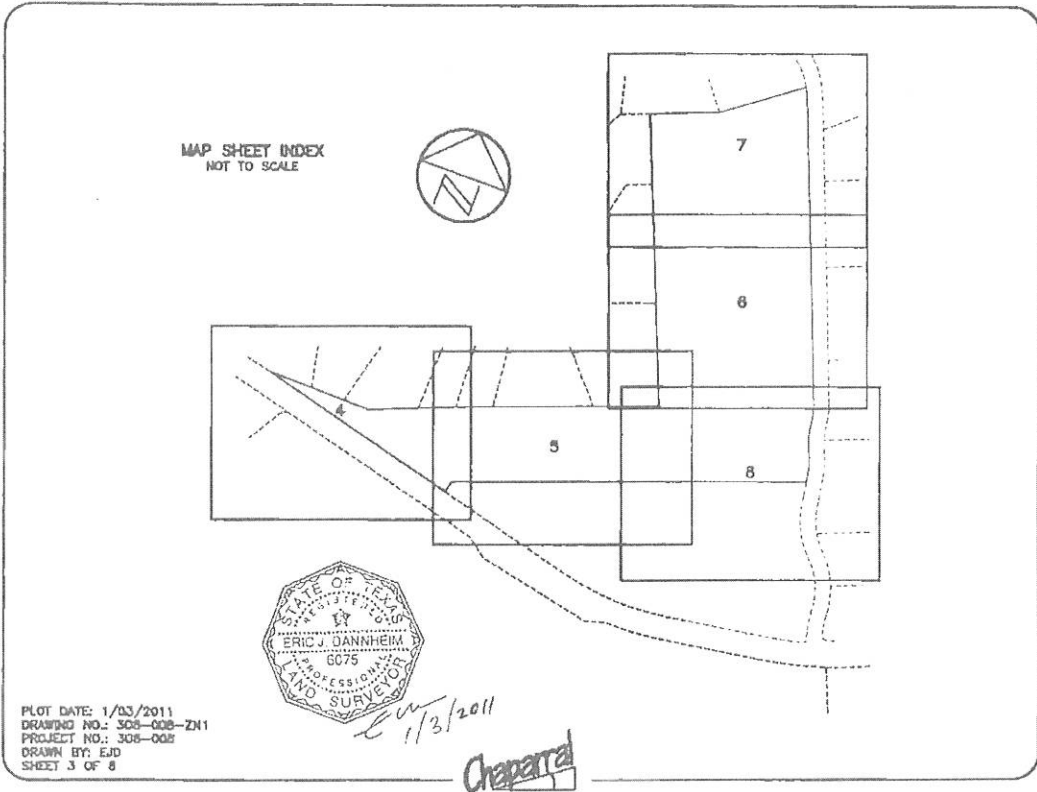 MAP SHEET INDEX
NOT TO SCALE
N
7
6
4
5
8
STATE OF TEXAS
REGISTERED
ERIC J. DANNHEIM
6075
PROFESSIONAL
LAND SURVEYOR
1/3/2011
PLOT DATE: 1/03/2011
DRAWING NO.: 308-008-ZN1
PROJECT NO.: 308-008
DRAWN BY: EJD
SHEET 3 OF 8
Chaparral